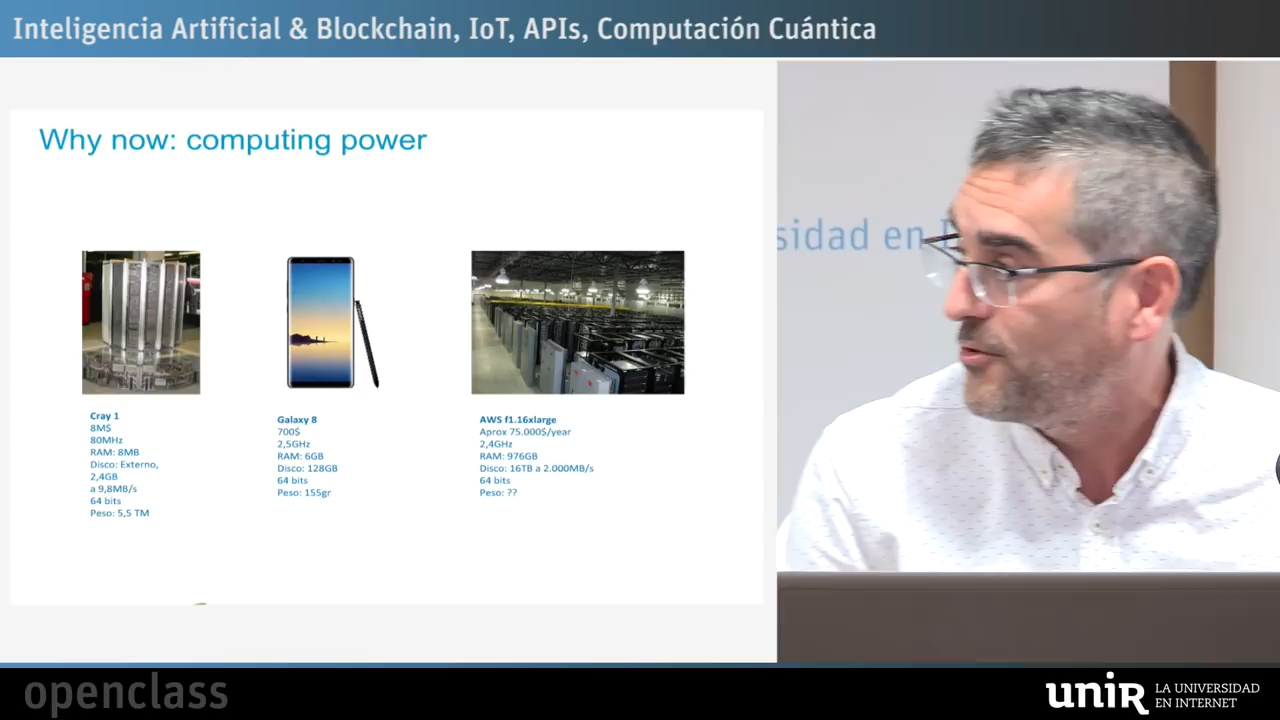 Inteligencia Artificial & Blockchain, IoT, APIs, Computación Cuántica
Why now: computing power
Cray 1
8M$
80MHz
RAM: 8MB
Disco: Externo,
2,4GB
a 9,8MB/s
64 bits
Peso: 5,5 TM
Galaxy 8
700$
2,5GHz
RAM: 6GB
Disco: 128GB
64 bits
Peso: 155gr
AWS f1.16xlarge
Aprox 75.000$/year
2,4GHz
RAM: 976GB
Disco: 16TB a 2.000MB/s
64 bits
Peso: ??
sidad en
openclass
unir
LA UNIVERSIDAD
EN INTERNET